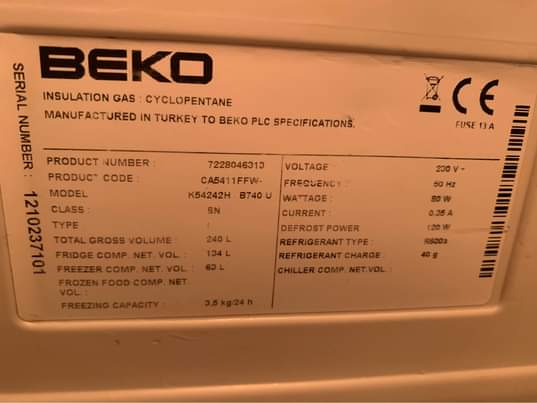 BEKO
INSULATION GAS : CYCLOPENTANE
MANUFACTURED IN TURKEY TO BEKO PLC SPECIFICATIONS.
CE
FUSE 13 A
SERIAL NUMBER : 1210237101
PRODUCT NUMBER : 7228046313
PRODUCT CODE : CA5411FFW-
MODEL K54242H B740 U
CLASS : SN
TYPE :
TOTAL GROSS VOLUME : 240 L
FRIDGE COMP. NET. VOL. : 134 L
FREEZER COMP. NET. VOL. : 63 L
FROZEN FOOD COMP. NET
VOL. :
FREEZING CAPACITY : 3,5 kg/24 h
VOLTAGE 230 V ~
FREQUENCY : 50 Hz
WATTAGE : 80 W
CURRENT : 0.35 A
DEFROST POWER 120 W
REFRIGERANT TYPE : R600a
REFRIGERANT CHARGE : 40 g
CHILLER COMP. NET.VOL. :